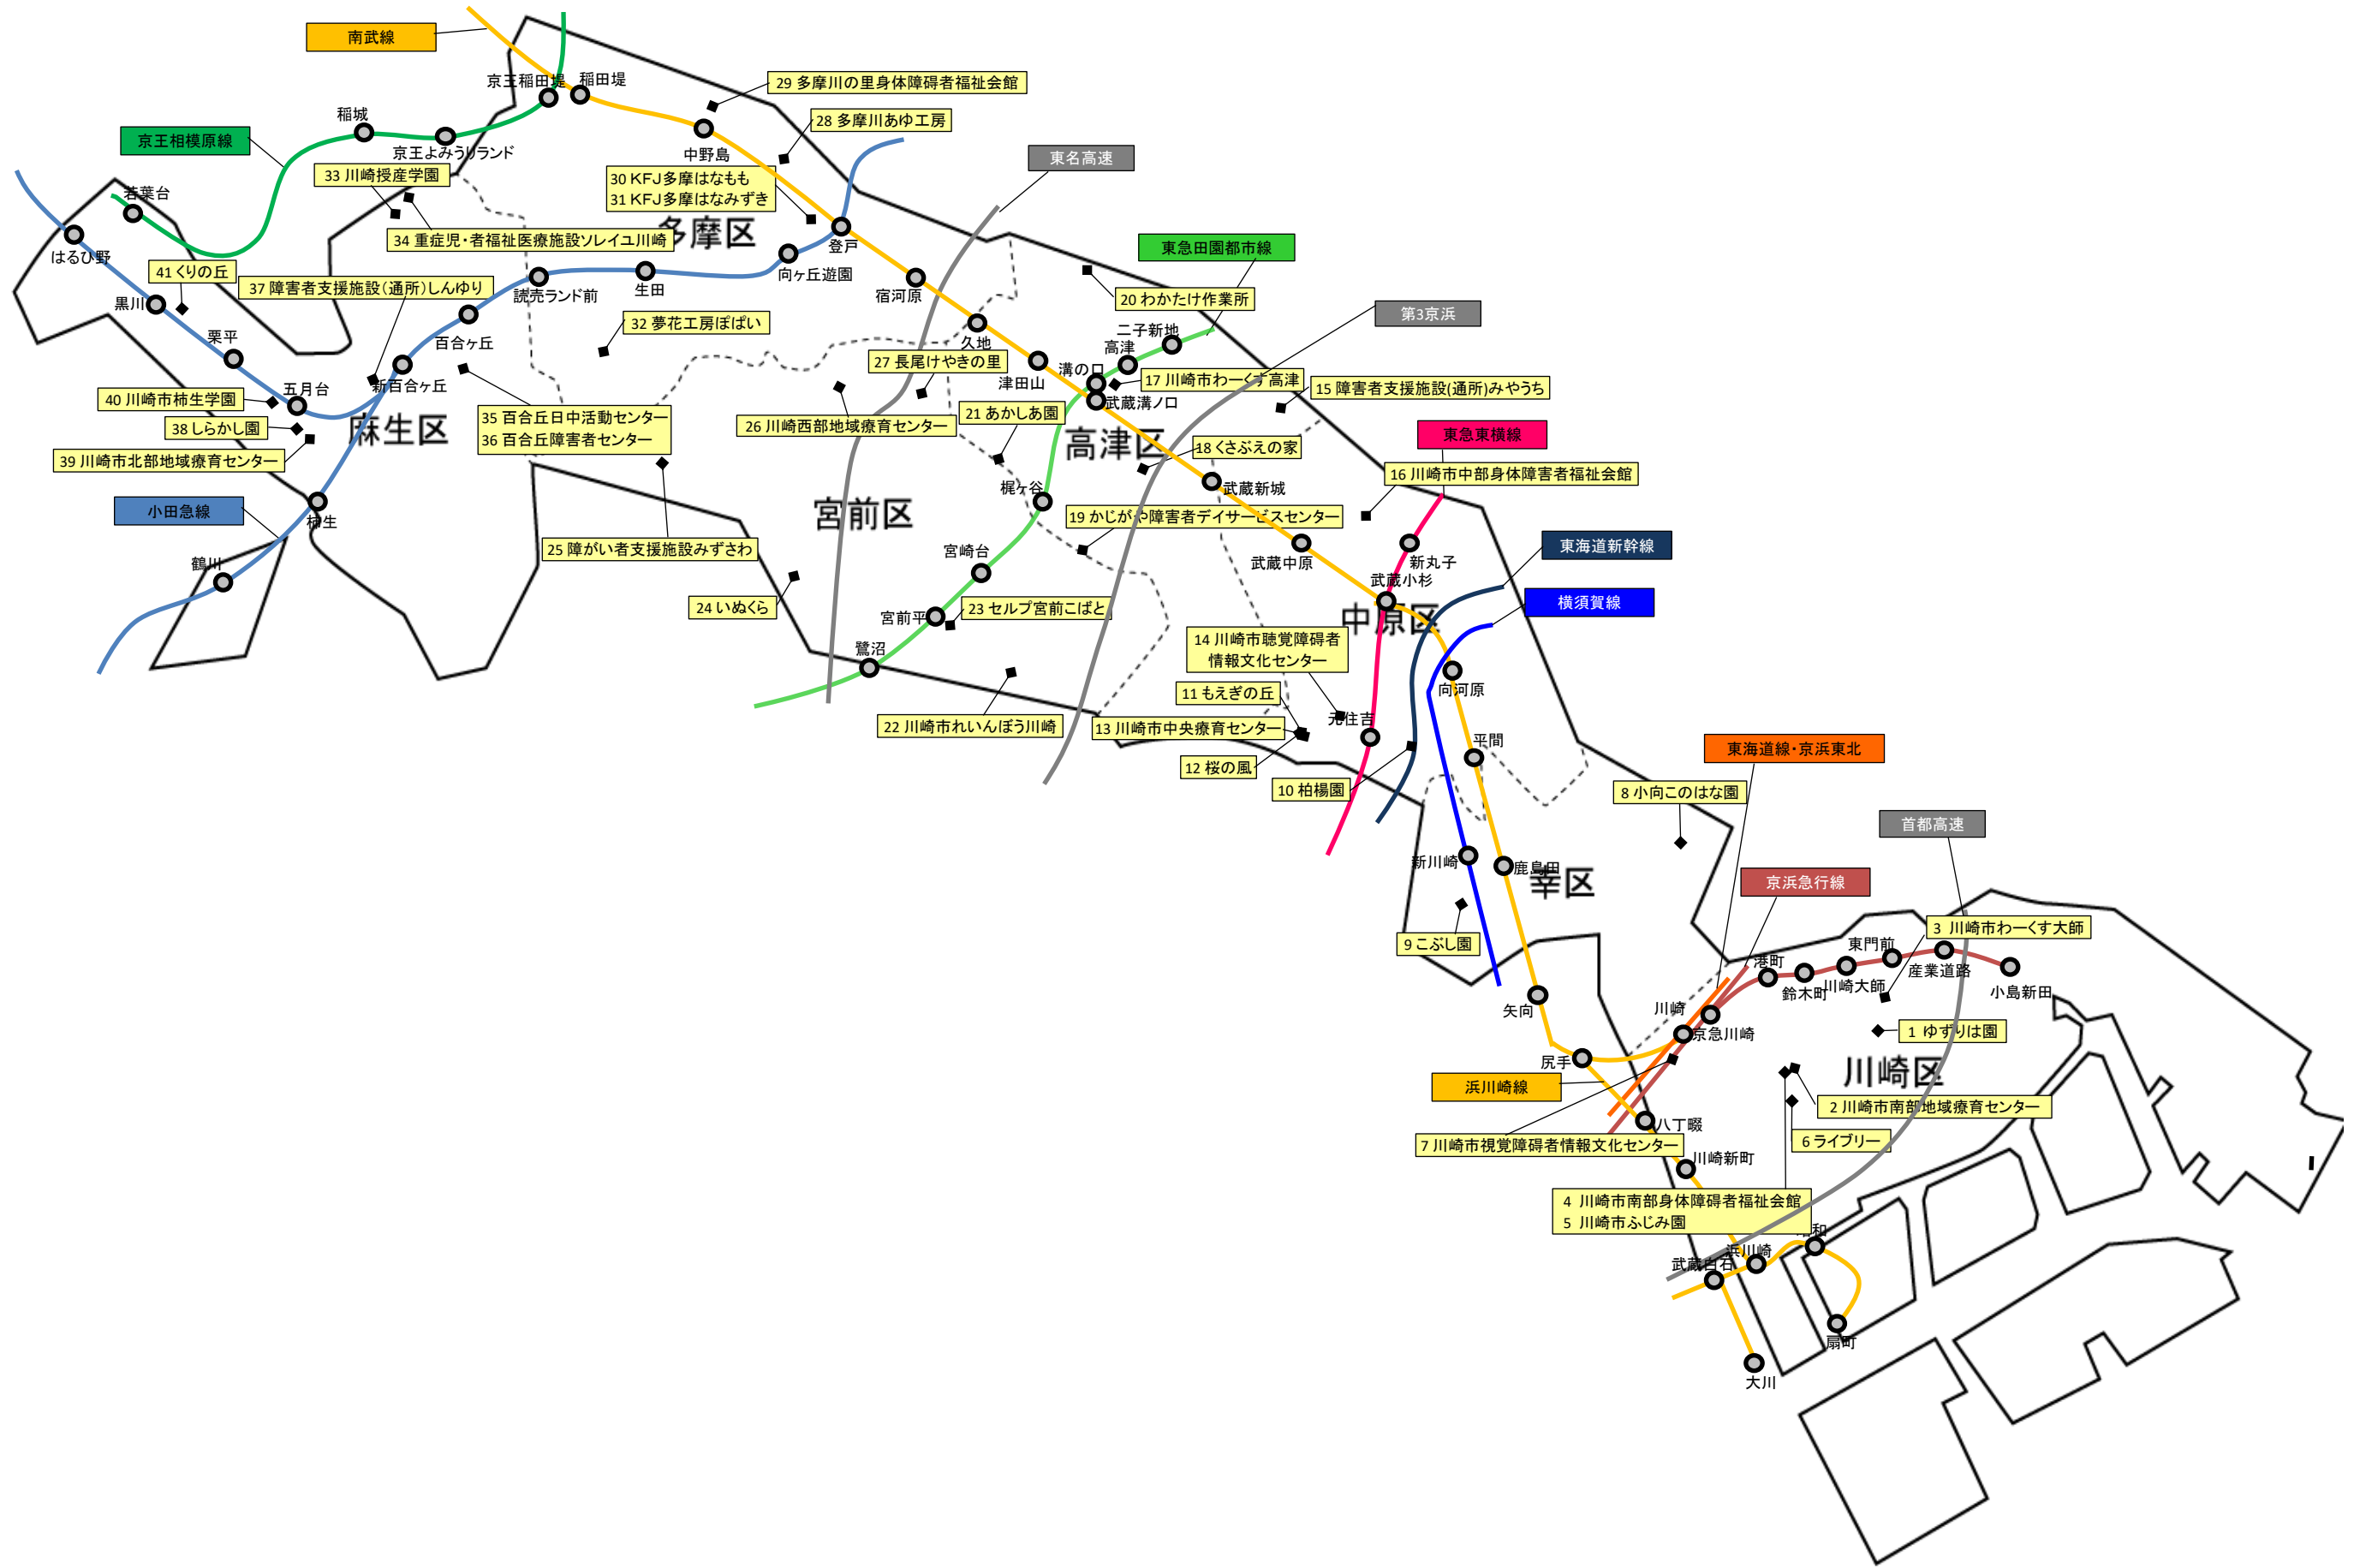 南武線
京王稲田堤
稲田堤
29 多摩川の里身体障碍者福祉会館
稲城
28 多摩川あゆ工房
京王相模原線
京王よみうりランド
中野島
東名高速
33 川崎授産学園
30 KFJ多摩はなもも
31 KFJ多摩はなみずき
若葉台
多摩区
34 重症児・者福祉医療施設ソレイユ川崎
登戸
東急田園都市線
はるひ野
41 くりの丘
向ヶ丘遊園
37 障害者支援施設（通所）しんゆり
読売ランド前
生田
宿河原
20 わかたけ作業所
黒川
第3京浜
32 夢花工房ぽぱい
二子新地
栗平
百合ヶ丘
久地
高津
27 長尾けやきの里
溝の口
津田山
17 川崎市わーくす高津
15 障害者支援施設(通所)みやうち
五月台
新百合ヶ丘
40 川崎市柿生学園
武蔵溝ノ口
35 百合丘日中活動センター
36 百合丘障害者センター
21 あかしあ園
38 しらかし園
麻生区
26 川崎西部地域療育センター
高津区
東急東横線
18 くさぶえの家
39 川崎市北部地域療育センター
16 川崎市中部身体障害者福祉会館
梶ヶ谷
武蔵新城
小田急線
柿生
宮前区
19 かじがや障害者デイサービスセンター
25 障がい者支援施設みずさわ
宮崎台
東海道新幹線
鶴川
武蔵中原
新丸子
武蔵小杉
24 いぬくら
23 セルプ宮前こばと
横須賀線
宮前平
中原区
14 川崎市聴覚障碍者
情報文化センター
鷺沼
向河原
11 もえぎの丘
22 川崎市れいんぼう川崎
13 川崎市中央療育センター
元住吉
平間
東海道線・京浜東北
12 桜の風
10 柏楊園
8 小向このはな園
首都高速
新川崎
鹿島田
幸区
京浜急行線
9 こぶし園
3 川崎市わーくす大師
東門前
港町
産業道路
鈴木町
川崎大師
小島新田
矢向
川崎
京急川崎
1 ゆずりは園
尻手
川崎区
浜川崎線
2 川崎市南部地域療育センター
八丁畷
7 川崎市視覚障碍者情報文化センター
6 ライブリー
川崎新町
4 川崎市南部身体障碍者福祉会館
5 川崎市ふじみ園
浜川崎
武蔵白石
扇町
大川